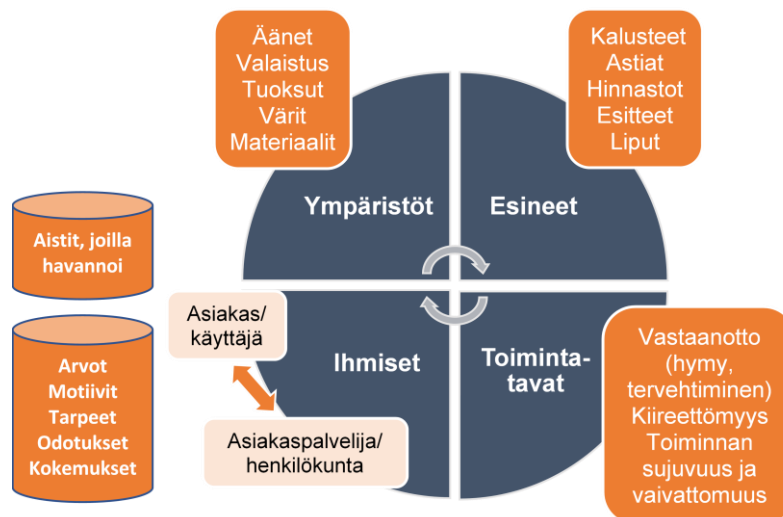 Äänet
Valaistus
Tuoksut
Värit
Materiaalit
Kalusteet
Astiat
Hinnastot
Esitteet
Liput
Ympäristöt
Esineet
Aistit, joilla
havannoi
Asiakas/
käyttäjä
Ihmiset
Toiminta-
tavat
Arvot
Motiivit
Tarpeet
Odotukset
Kokemukset
Asiakaspalvelija/
henkilökunta
Vastaanotto
(hymy,
tervehtiminen)
Kiireettömyys
Toiminnan
sujuvuus ja
vaivattomuus